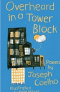 Overheard
in a Tower
Block
Poems
by
Joseph
Coelho